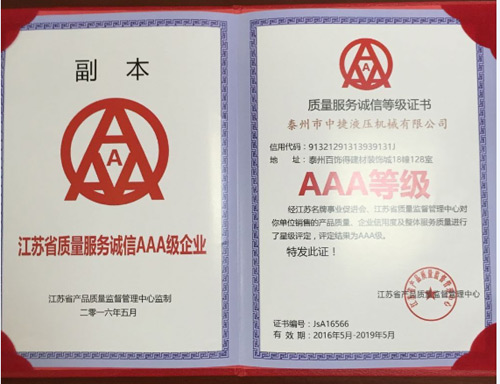 副 本
AAA
江苏省质量服务诚信AAA级企业
江苏省产品质量监督管理中心监制
二零一六年五月
AAA
质量服务诚信等级证书
泰州市中捷液压机械有限公司
信用代码：91321291313939131J
地 址：泰州百饰得建材装饰城18幢128室
AAA等级
经江苏名牌事业促进会、江苏省质量监督管理中心对
你单位销售的产品质量、企业信用度及整体服务质量进行
了星级评定，评定结果为AAA级。
特发此证！
江苏省产品质量监督管理中心
证书编号：JsA16566
有 效 期：2016年5月-2019年5月